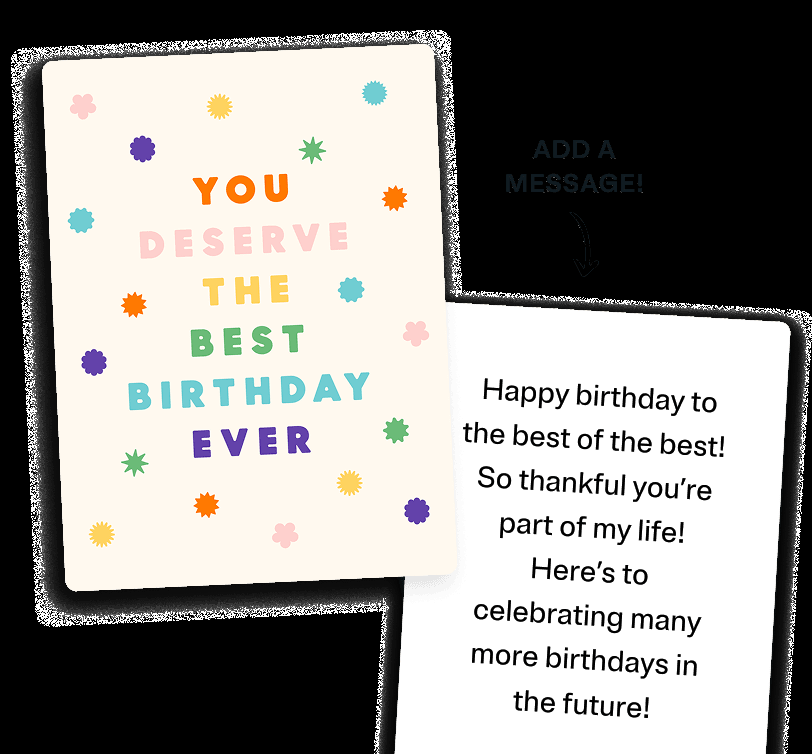 YOU
DESERVE
THE
BEST
BIRTHDAY
EVER
ADD A
MESSAGE!
Happy birthday to
the best of the best!
So thankful you’re
part of my life!
Here’s to
celebrating many
more birthdays in
the future!